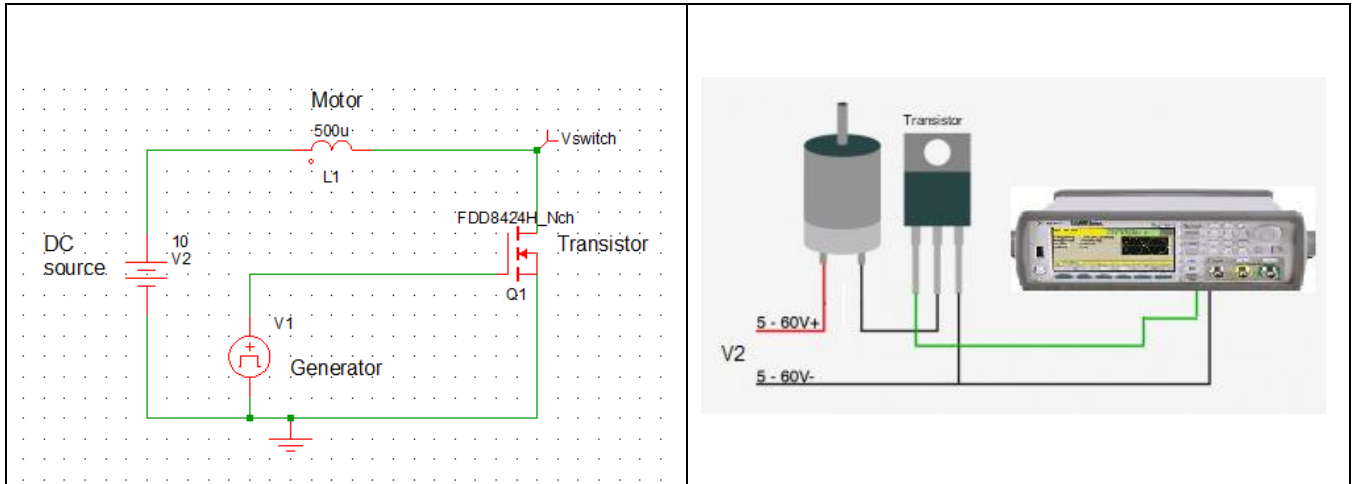 Motor
500u
Vswitch
L1
FDD8424H_Nch
DC
source
10
V2
Transistor
Q1
V1
Generator
Transistor
5 - 60V+
V2
5 - 60V-